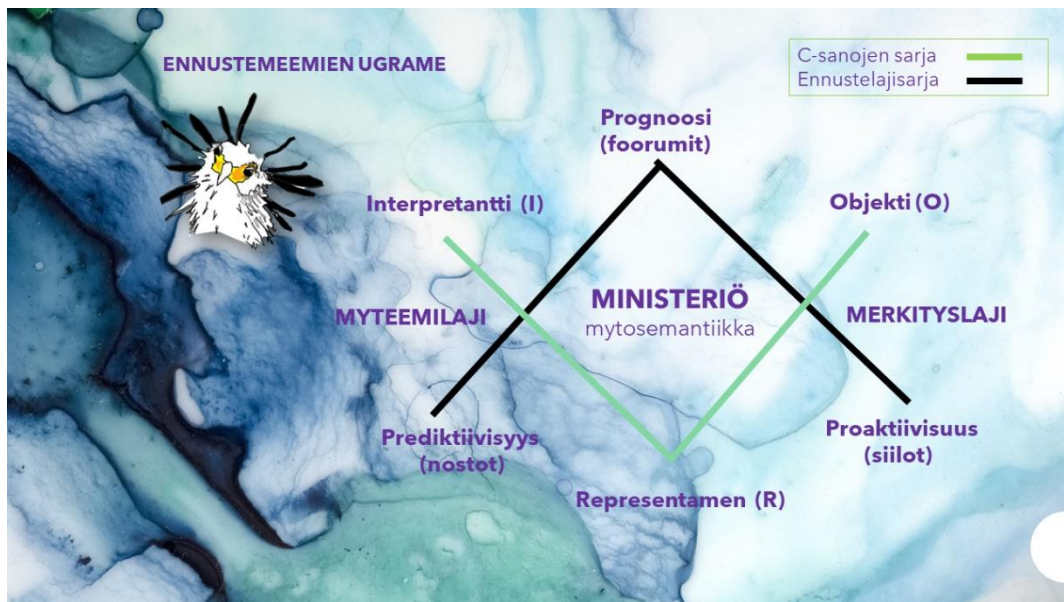 ENNUSTEMEEMIEN UGRAME
C-sanojen sarja
Ennustelajisarja
Prognoosi
(foorumit)
Interpretantti (I)
Objekti (O)
MINISTERIÖ
mytosemantiikka
MYTEEMILAJI
MERKITYSLAJI
Prediktiivisyys
(nostot)
Proaktiivisuus
(siilot)
Representamen (R)